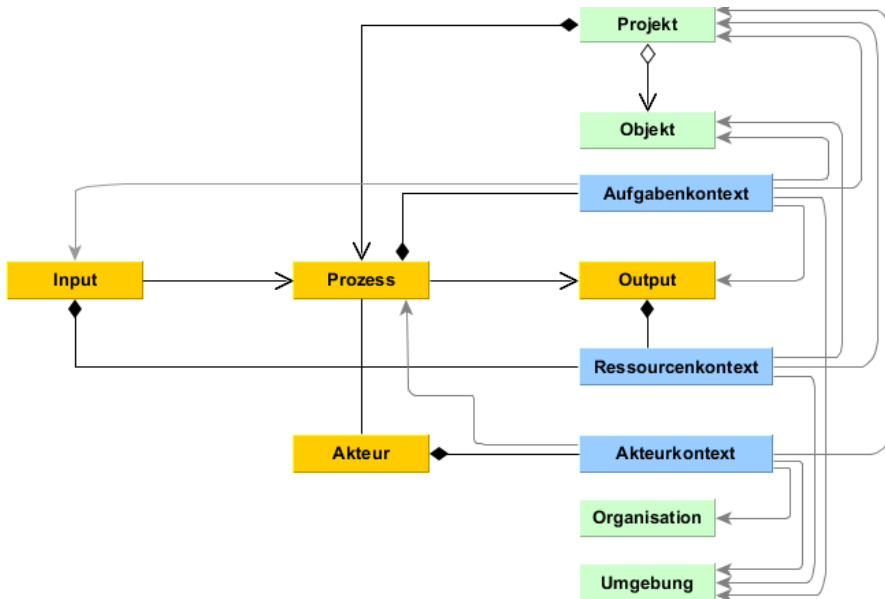 Projekt
Objekt
Aufgabenkontext
Input
Prozess
Output
Ressourcenkontext
Akteur
Akteurkontext
Organisation
Umgebung